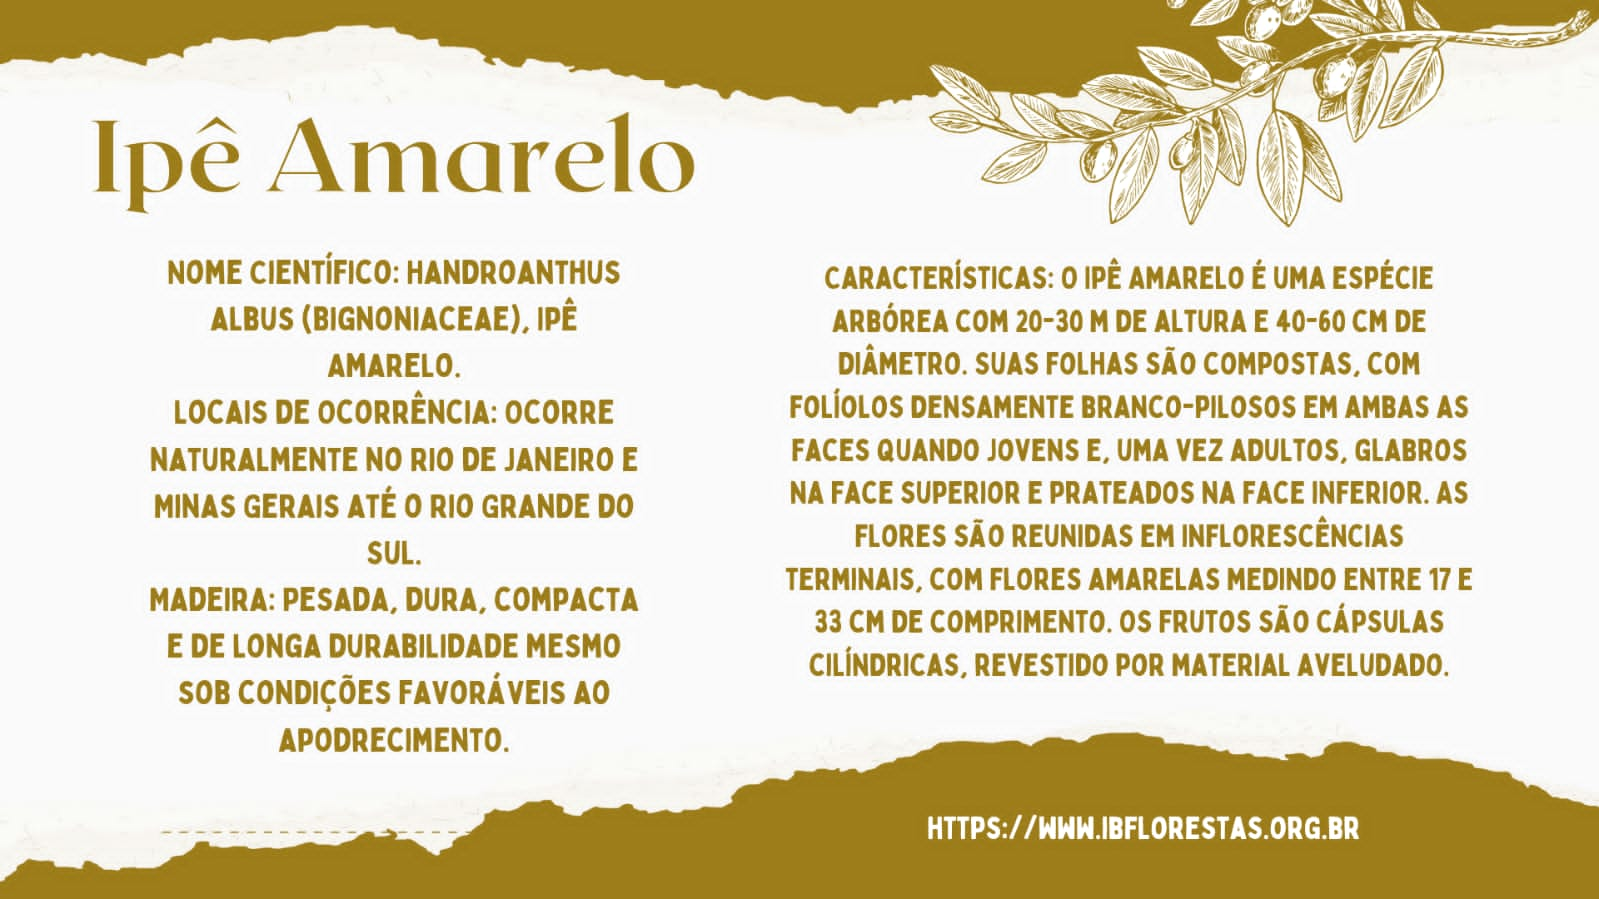 Ipê Amarelo
NOME CIENTÍFICO: HANDROANTHUS
ALBUS (BIGNONIACEAE), IPÊ
AMARELO.
LOCAIS DE OCORRÊNCIA: OCORRE
NATURALMENTE NO RIO DE JANEIRO E
MINAS GERAIS ATÉ O RIO GRANDE DO
SUL.
MADEIRA: PESADA, DURA, COMPACTA
E DE LONGA DURABILIDADE MESMO
SOB CONDIÇÕES FAVORÁVEIS AO
APODRECIMENTO.
CARACTERÍSTICAS: O IPÊ AMARELO É UMA ESPÉCIE
ARBÓREA COM 20-30 M DE ALTURA E 40-60 CM DE
DIÂMETRO. SUAS FOLHAS SÃO COMPOSTAS, COM
FOLÍOLOS DENSAMENTE BRANCO-PILOSOS EM AMBAS AS
FACES QUANDO JOVENS E, UMA VEZ ADULTOS, GLABROS
NA FACE SUPERIOR E PRATEADOS NA FACE INFERIOR. AS
FLORES SÃO REUNIDAS EM INFLORESCÊNCIAS
TERMINAIS, COM FLORES AMARELAS MEDINDO ENTRE 17 E
33 CM DE COMPRIMENTO. OS FRUTOS SÃO CÁPSULAS
CILÍNDRICAS, REVESTIDO POR MATERIAL AVELUDADO.
HTTPS://WWW.IBFLORESTAS.ORG.BR